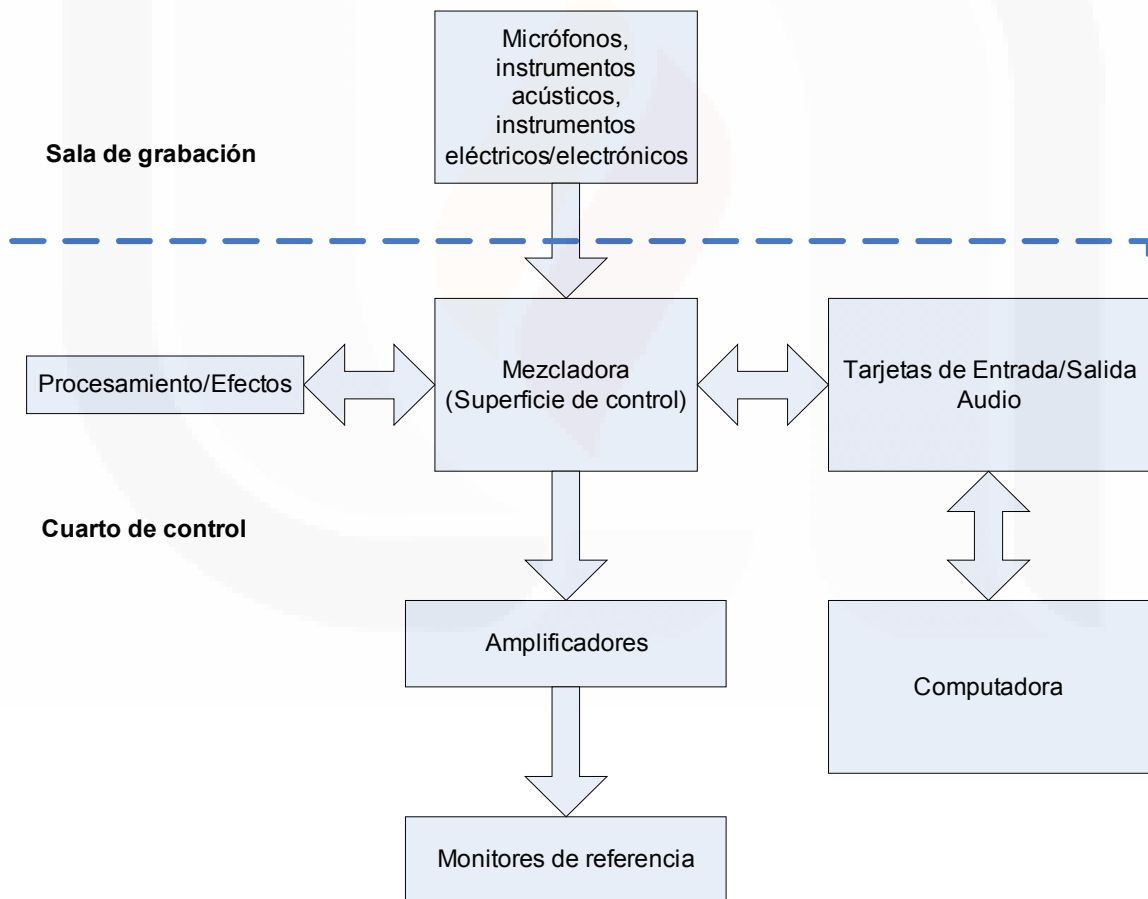 Micrófonos,
instrumentos
acústicos,
instrumentos
eléctricos/electrónicos
Sala de grabación
Procesamiento/Efectos
Mezcladora
(Superficie de control)
Tarjetas de Entrada/Salida
Audio
Cuarto de control
Amplificadores
Computadora
Monitores de referencia